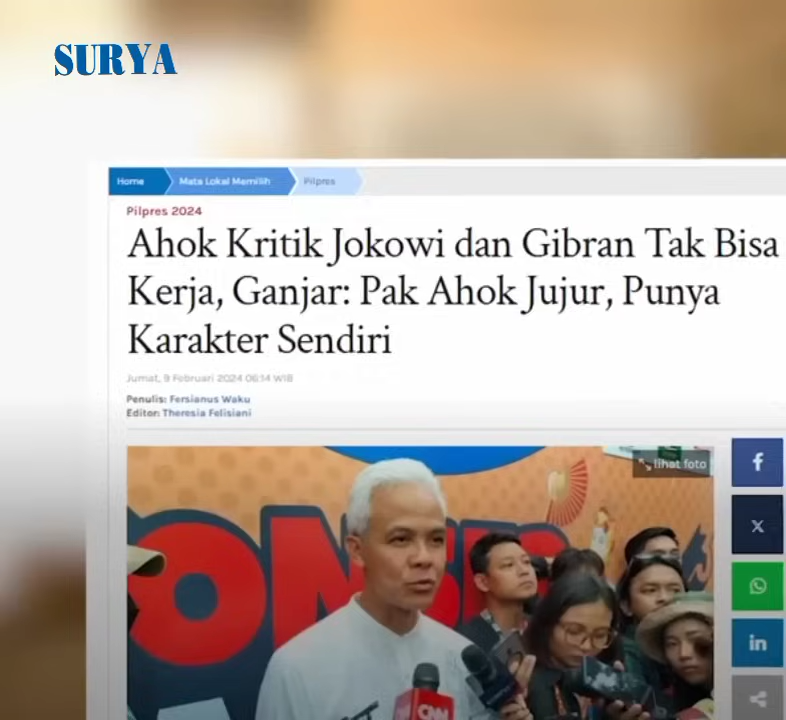 SURYA
Home Mata Lokal Memilih Pilpres
Pilpres 2024
Ahok Kritik Jokowi dan Gibran Tak Bisa
Kerja, Ganjar: Pak Ahok Jujur, Punya
Karakter Sendiri
Jumat, 9 Februari 2024 06:14 WIB
Penulis: Fersianus Waku
Editor: Theresia Felisiani
lihat foto
f
X
in
ONSI
CNN